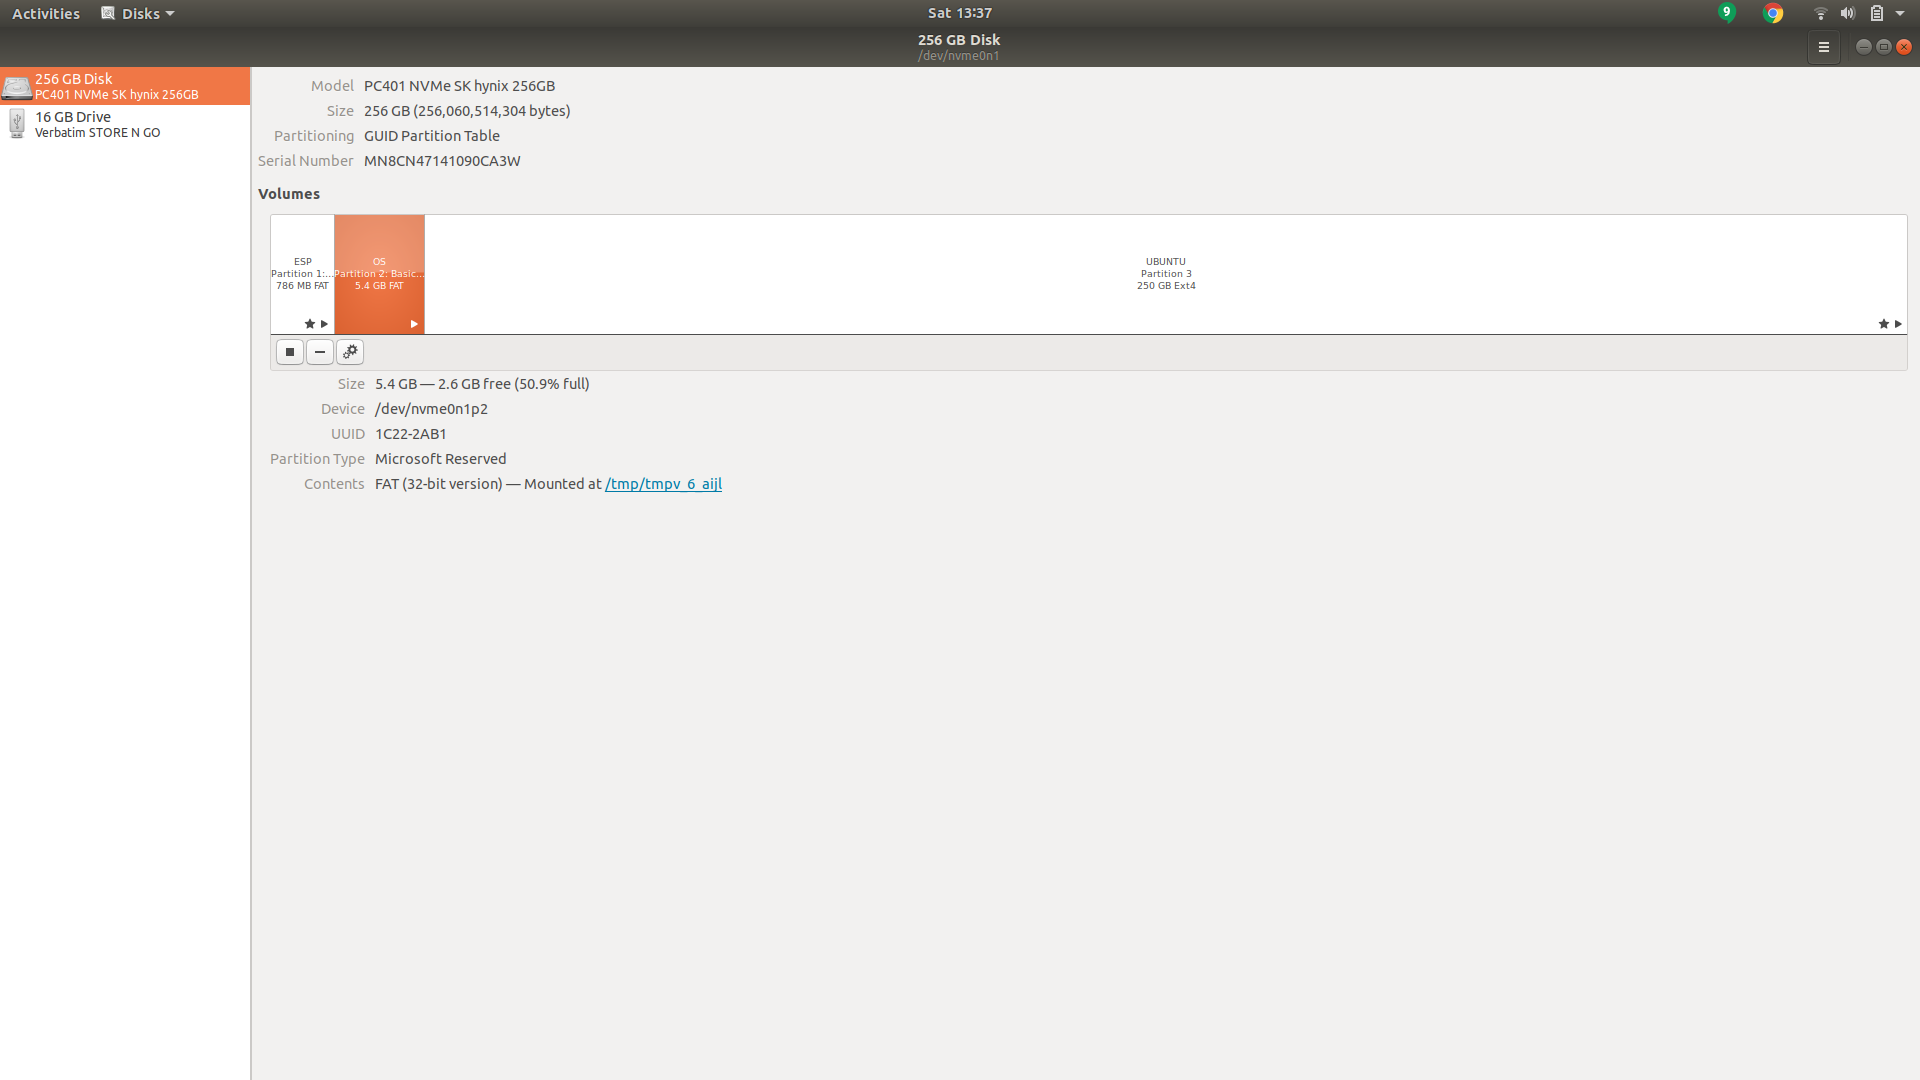 Activities
Disks
Sat 13:37
9
256 GB Disk
/dev/nvme0n1
256 GB Disk
PC401 NVMe SK hynix 256GB
16 GB Drive
Verbatim STORE N GO
Model PC401 NVMe SK hynix 256GB
Size 256 GB (256,060,514,304 bytes)
Partitioning GUID Partition Table
Serial Number MN8CN47141090CA3W
Volumes
ESP
Partition 1:...
786 MB FAT
OS
Partition 2: Basic...
5.4 GB FAT
UBUNTU
Partition 3
250 GB Ext4
Size 5.4 GB — 2.6 GB free (50.9% full)
Device /dev/nvme0n1p2
UUID 1C22-2AB1
Partition Type Microsoft Reserved
Contents FAT (32-bit version) — Mounted at /tmp/tmpv_6_aijl